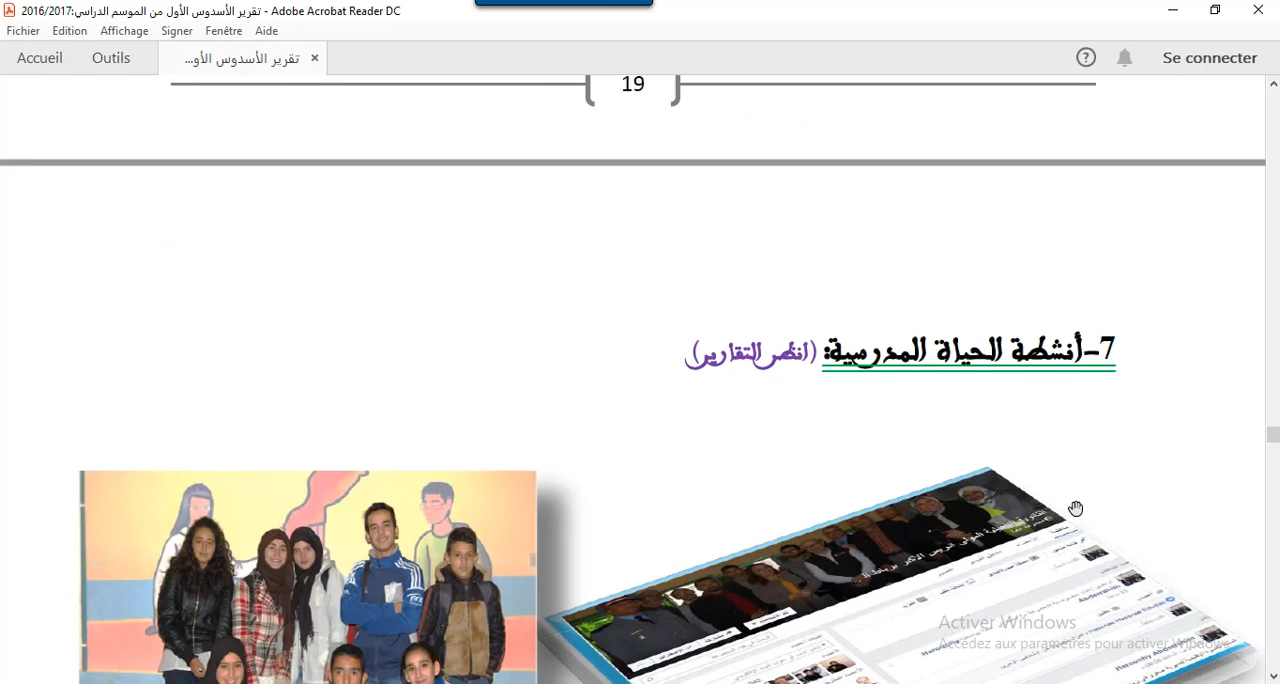 تقرير الأسدوس الأول من الموسم الدراسي:2016/2017 - Adobe Acrobat Reader DC
Fichier Edition Affichage Signer Fenêtre Aide
Accueil Outils تقرير الأسدوس الأو... × Se connecter
19
7-أنشطة الحياة المدرسية: (انظر التقارير)
Activer Windows
Accédez aux paramètres pour activer Windows.